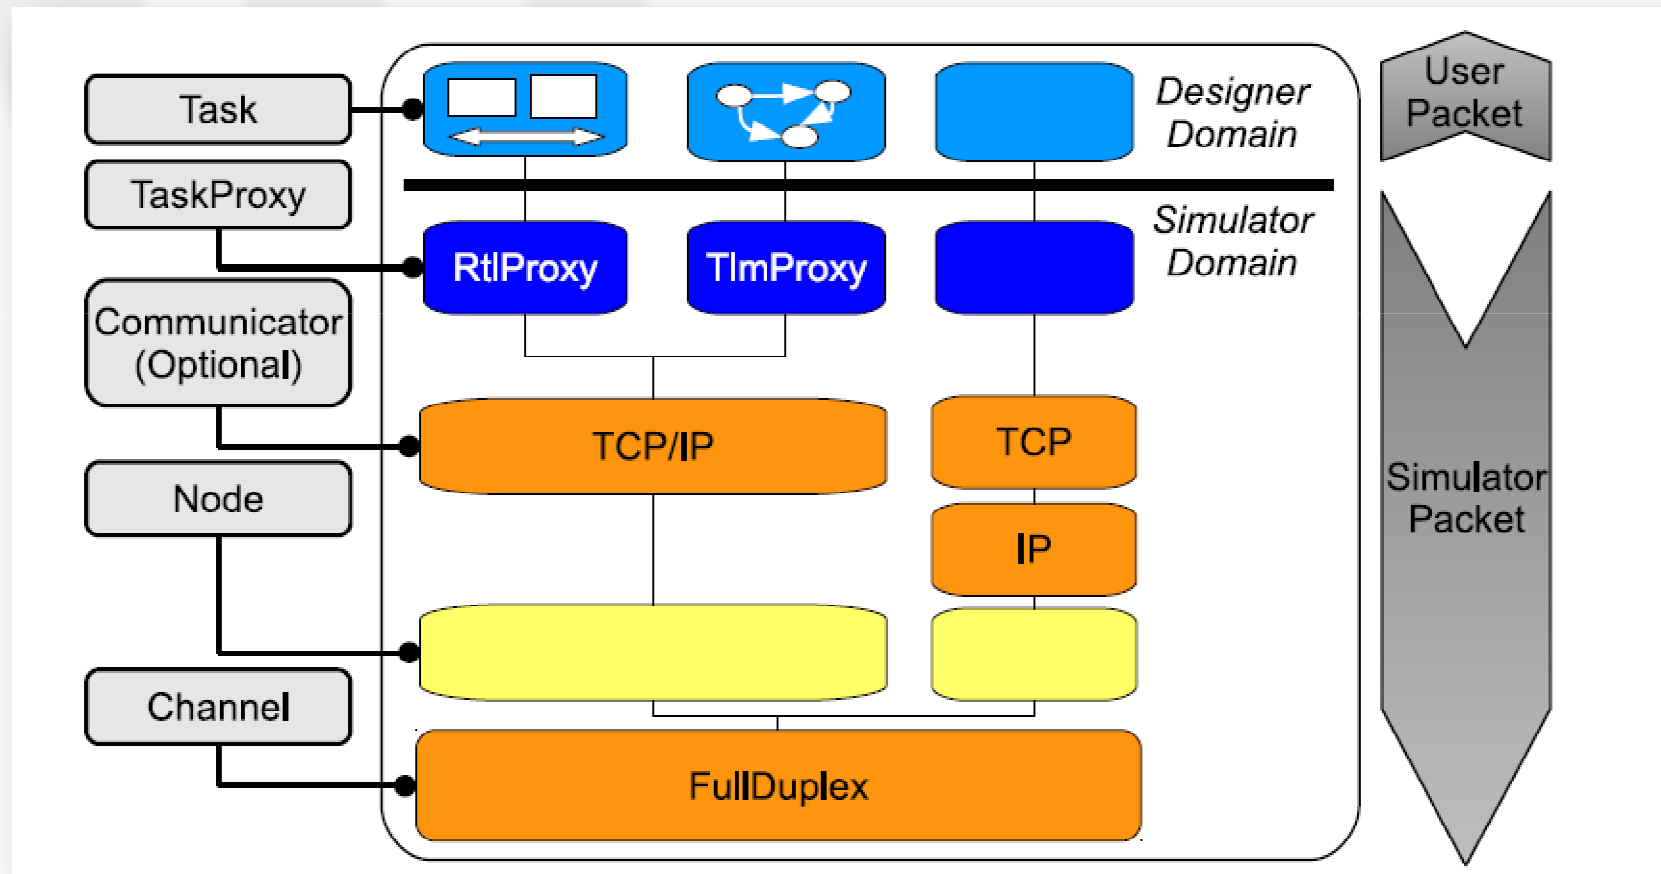 Task
TaskProxy
Communicator
(Optional)
Node
Channel
Designer
Domain
Simulator
Domain
RtlProxy
TlmProxy
TCP/IP
TCP
IP
FullDuplex
User
Packet
Simulator
Packet